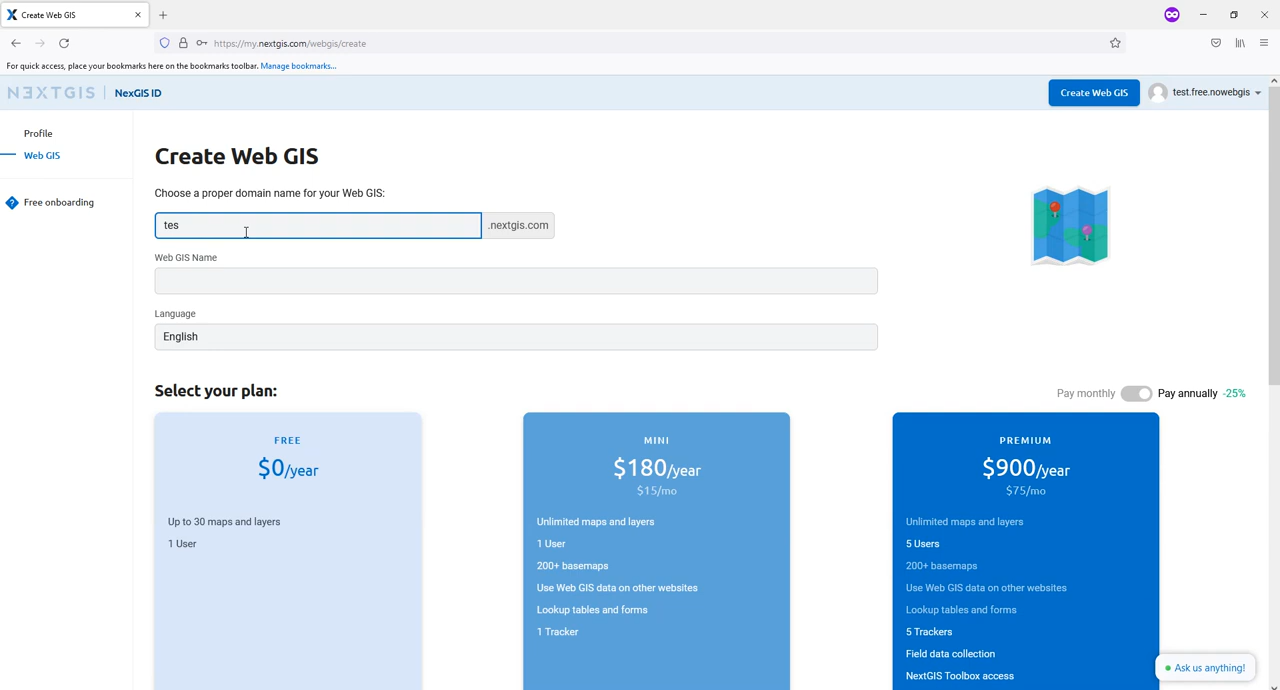 Create Web GIS
https://my.nextgis.com/webgis/create
For quick access, place your bookmarks here on the bookmarks toolbar. Manage bookmarks...
NEXTGIS | NexGIS ID
Create Web GIS
test.free.nowebgis
Profile
Web GIS
Free onboarding
Create Web GIS
Choose a proper domain name for your Web GIS:
tes .nextgis.com
Web GIS Name
Language
English
Select your plan:
Pay monthly Pay annually -25%
FREE
$0/year
Up to 30 maps and layers
1 User
MINI
$180/year
$15/mo
Unlimited maps and layers
1 User
200+ basemaps
Use Web GIS data on other websites
Lookup tables and forms
1 Tracker
PREMIUM
$900/year
$75/mo
Unlimited maps and layers
5 Users
200+ basemaps
Use Web GIS data on other websites
Lookup tables and forms
5 Trackers
Field data collection
NextGIS Toolbox access
Ask us anything!